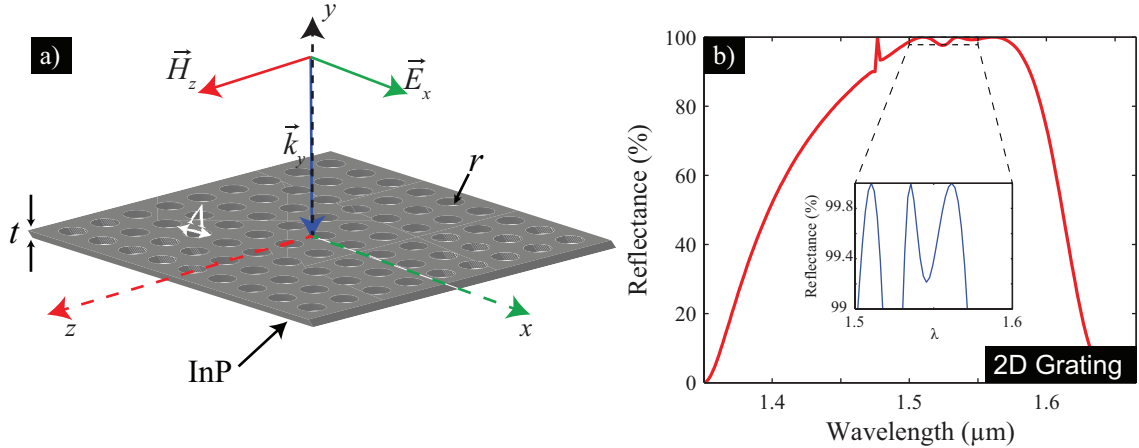 a)
y
H⃗z
E⃗x
k⃗y
r
Λ
t
z
x
InP
b)
Reflectance (%)
100
80
60
40
20
0
1.4
1.5
1.6
Wavelength (µm)
Reflectance (%)
99.8
99.4
99
1.5
1.6
λ
2D Grating